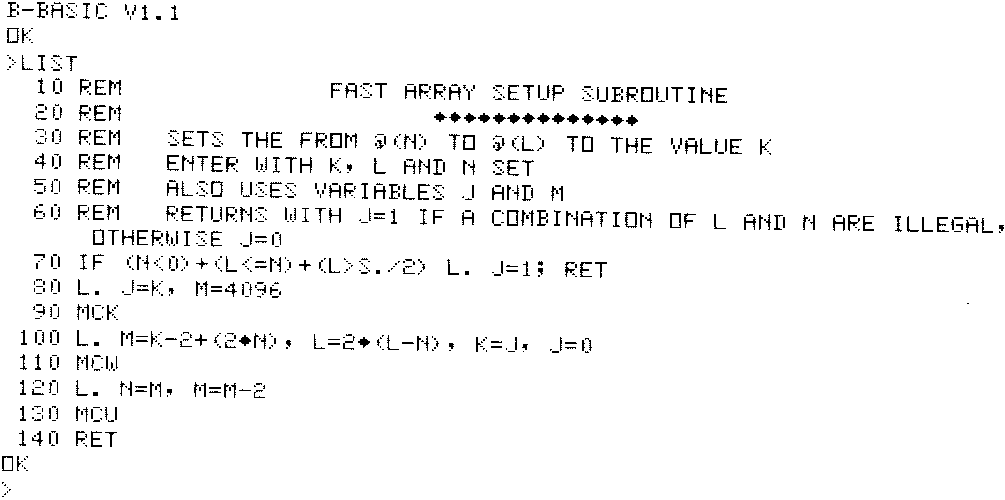 B-BASIC V1.1
OK
>LIST
10 REM FAST ARRAY SETUP SUBROUTINE
20 REM **************
30 REM SETS THE FROM @(N) TO @(L) TO THE VALUE K
40 REM ENTER WITH K, L AND N SET
50 REM ALSO USES VARIABLES J AND M
60 REM RETURNS WITH J=1 IF A COMBINATION OF L AND N ARE ILLEGAL,
OTHERWISE J=0
70 IF (N<0)+(L<=N)+(L>S./2) L. J=1; RET
80 L. J=K, M=4096
90 MCK
100 L. M=K-2+(2*N), L=2*(L-N), K=J, J=0
110 MCW
120 L. N=M, M=M-2
130 MCU
140 RET
OK
>